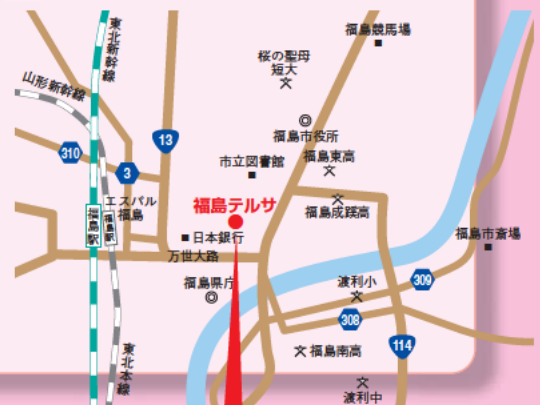 東北新幹線
福島競馬場
桜の聖母
短大
山形新幹線
13
福島市役所
310
3
市立図書館
福島東高
エスパル
福島
福島テルサ
福島成蹊高
福島駅
福島駅
日本銀行
万世大路
福島市斎場
福島県庁
渡利小
309
308
東北本線
福島南高
114
渡利中